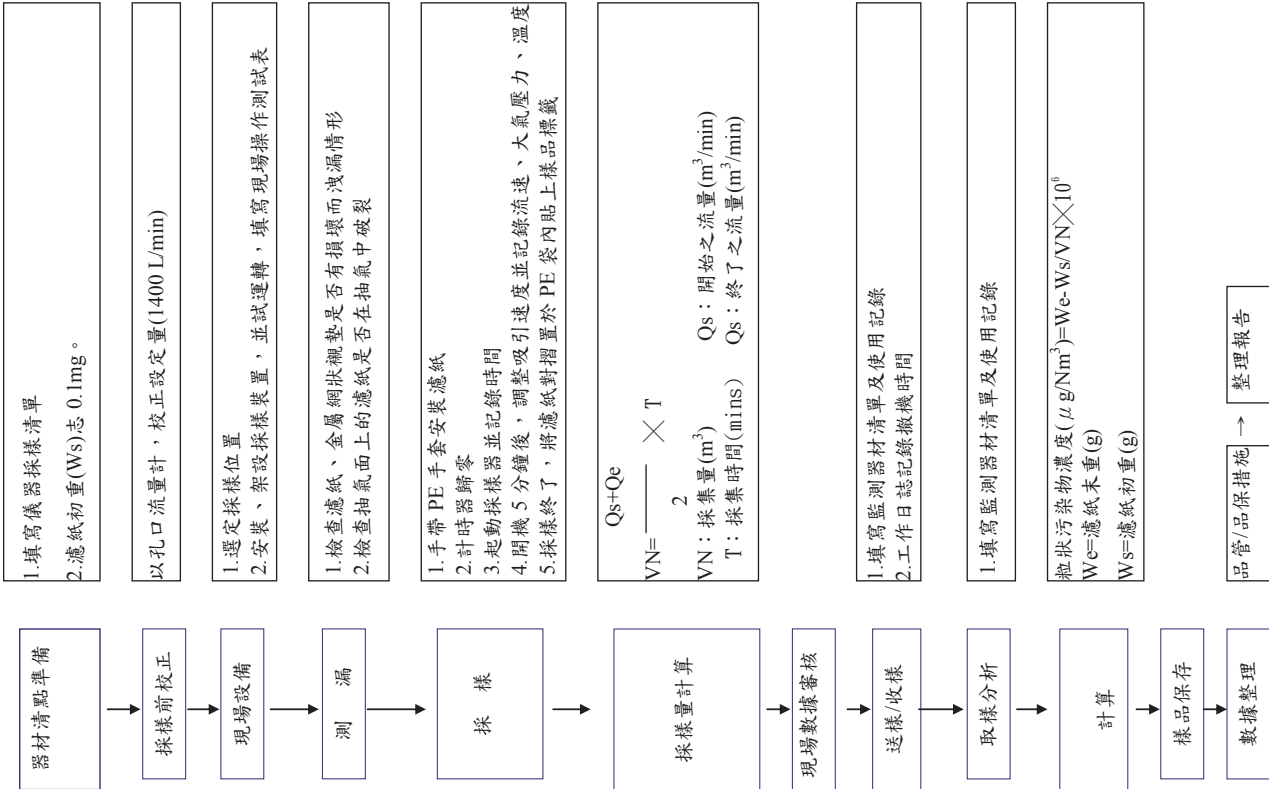 器材清點準備
1.填寫儀器採樣清單
2.濾紙初重(Ws)志 0.1mg。
採樣前校正
以孔口流量計，校正設定量(1400 L/min)
現場設備
1.選定採樣位置
2.安裝、架設採樣裝置，並試運轉，填寫現場操作測試表
測 漏
1.檢查濾紙、金屬網狀襯墊是否有損壞而洩漏情形
2.檢查抽氣面上的濾紙是否在抽氣中破裂
採 樣
1.手帶 PE 手套安裝濾紙
2.計時器歸零
3.起動採樣器並記錄時間
4.開機 5 分鐘後，調整吸引速度並記錄流速、大氣壓力、溫度
5.採樣終了，將濾紙對摺置於 PE 袋內貼上樣品標籤
採樣量計算
Qs+Qe
VN= ╳ T
2
VN：採集量(m³) Qs：開始之流量(m³/min)
T：採集時間(mins) Qs：終了之流量(m³/min)
現場數據審核
送樣/收樣
1.填寫監測器材清單及使用記錄
2.工作日誌記錄撤機時間
取樣分析
1.填寫監測器材清單及使用記錄
計算
粒狀污染物濃度(μg/Nm³)=We-Ws/VN╳10⁶
We=濾紙末重(g)
Ws=濾紙初重(g)
樣品保存
數據整理
品管/品保措施 → 整理報告